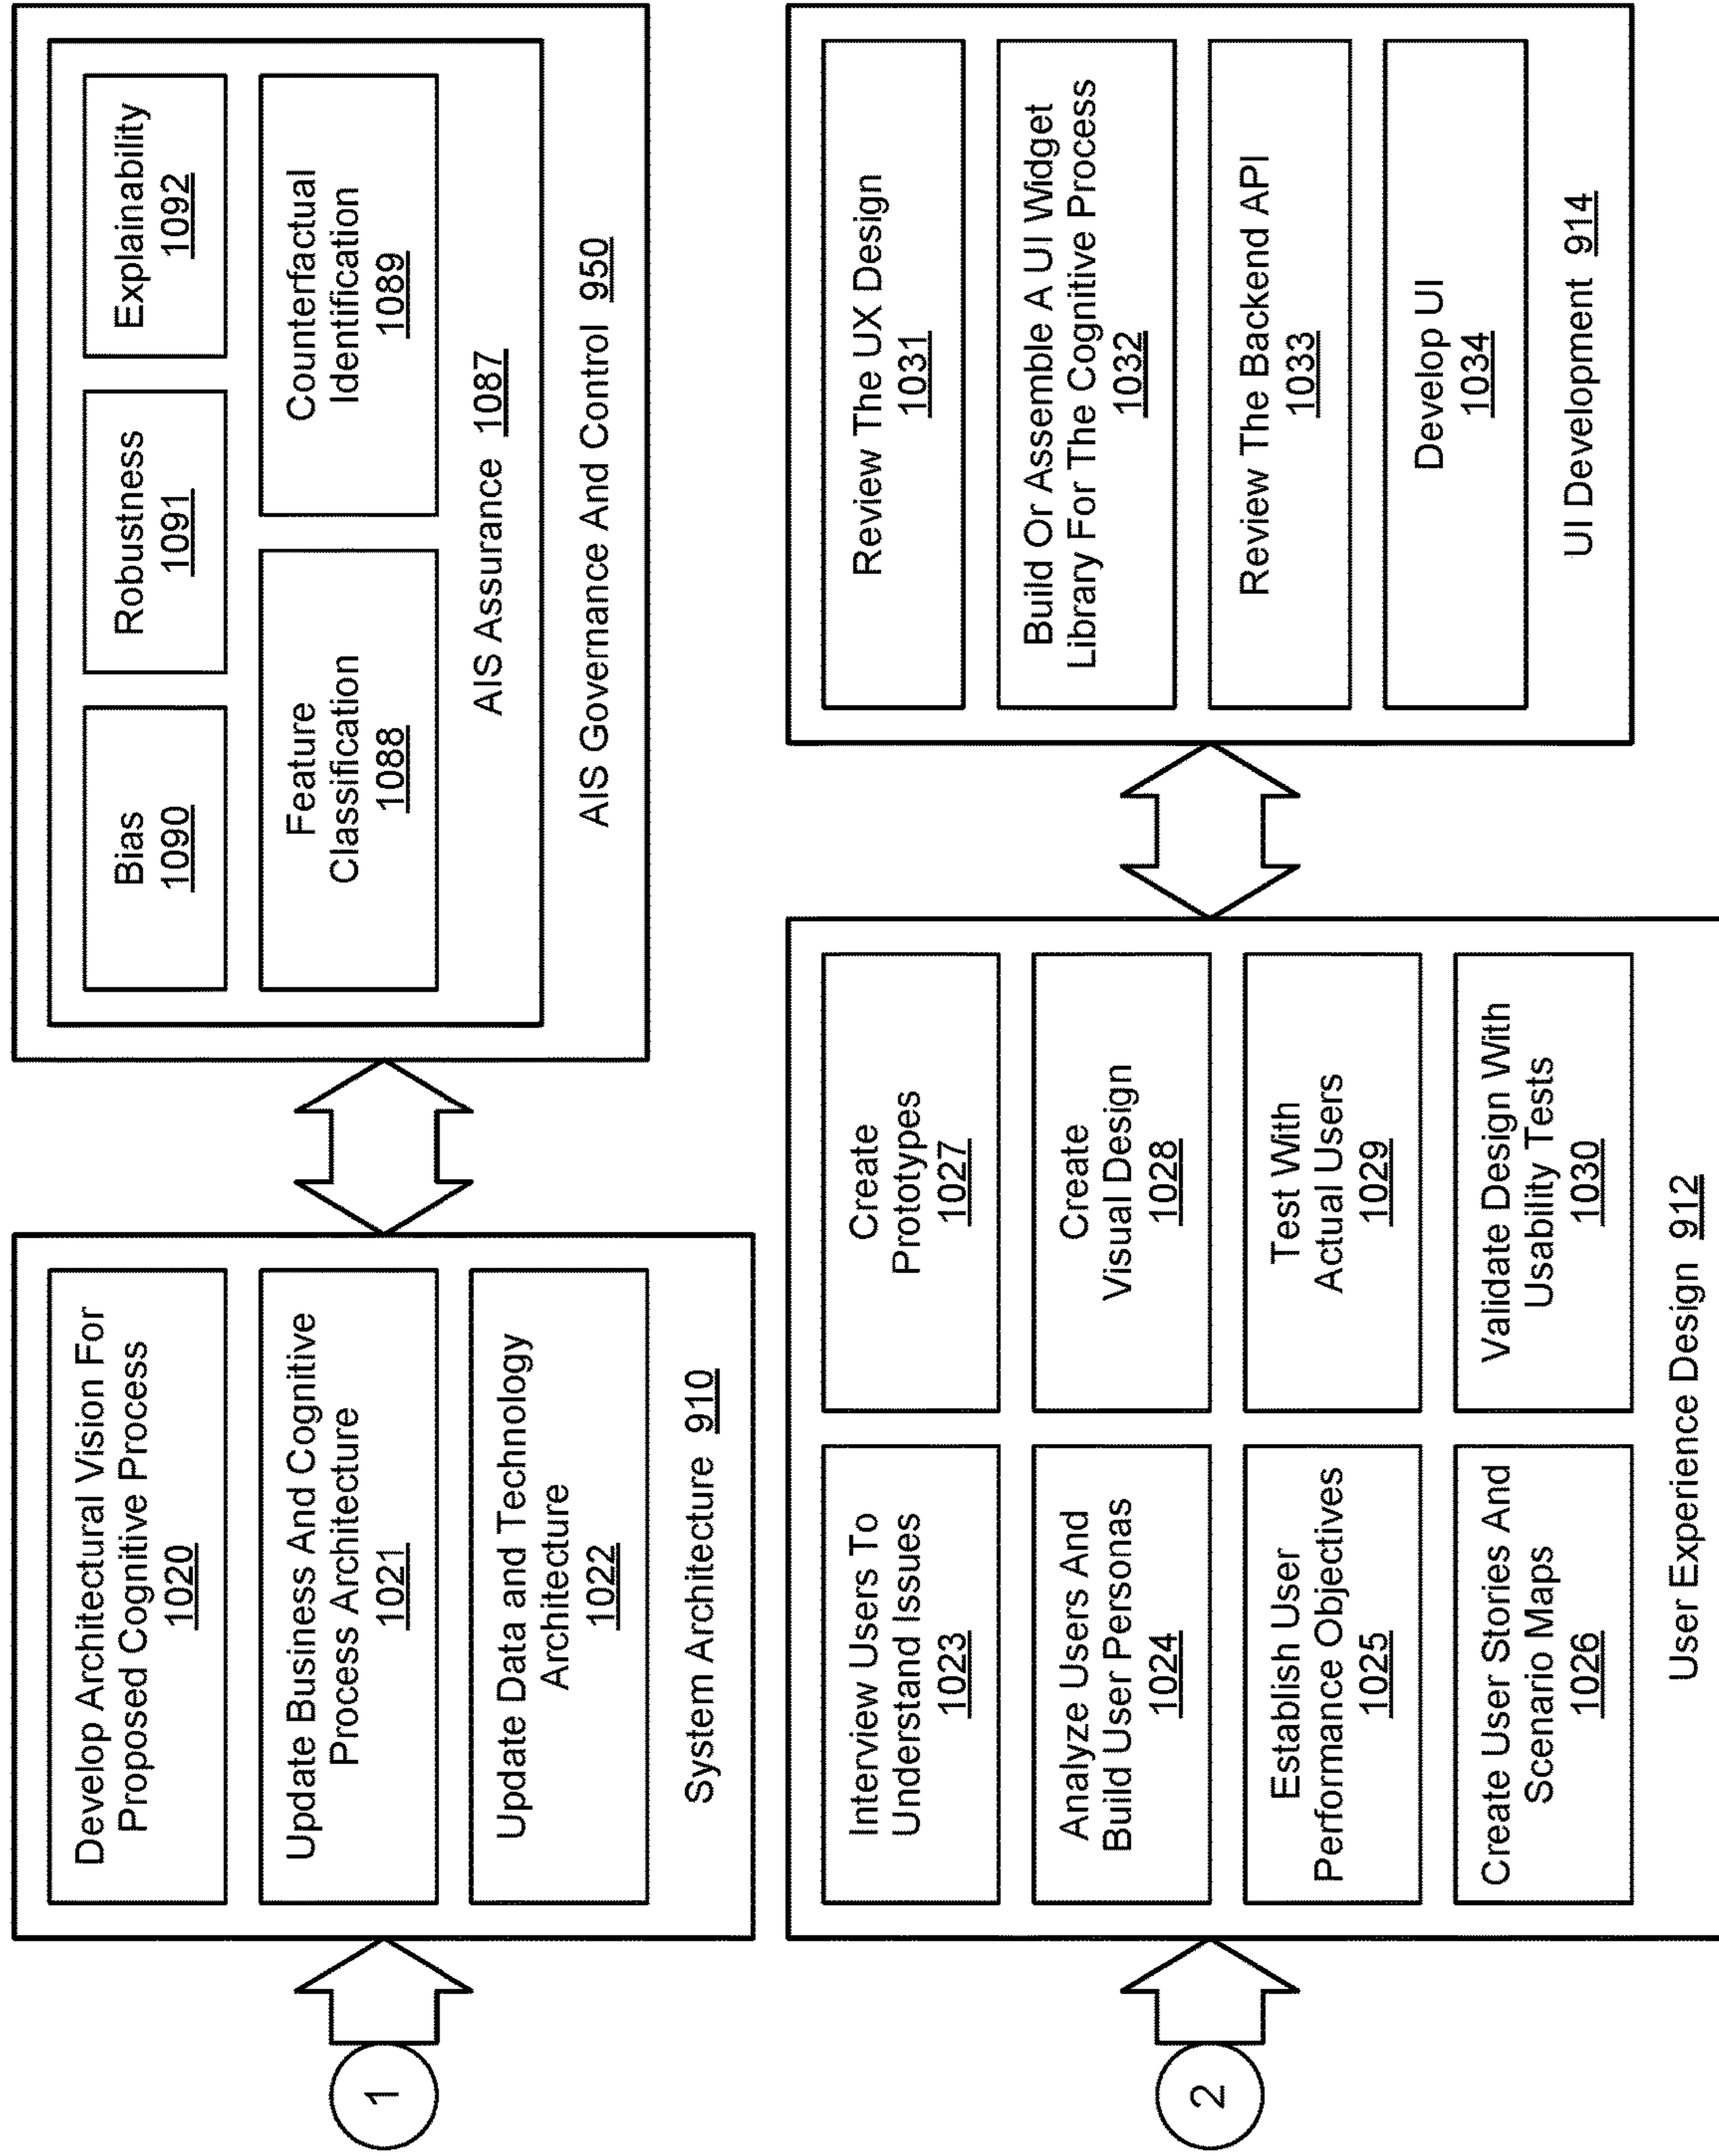 1
Develop Architectural Vision For
Proposed Cognitive Process
1020
Update Business And Cognitive
Process Architecture
1021
Update Data and Technology
Architecture
1022
System Architecture 910
Bias
1090
Robustness
1091
Explainability
1092
Feature
Classification
1088
Counterfactual
Identification
1089
AIS Assurance 1087
AIS Governance And Control 950
2
Interview Users To
Understand Issues
1023
Analyze Users And
Build User Personas
1024
Establish User
Performance Objectives
1025
Create User Stories And
Scenario Maps
1026
Create
Prototypes
1027
Create
Visual Design
1028
Test With
Actual Users
1029
Validate Design With
Usability Tests
1030
User Experience Design 912
Review The UX Design
1031
Build Or Assemble A UI Widget
Library For The Cognitive Process
1032
Review The Backend API
1033
Develop UI
1034
UI Development 914